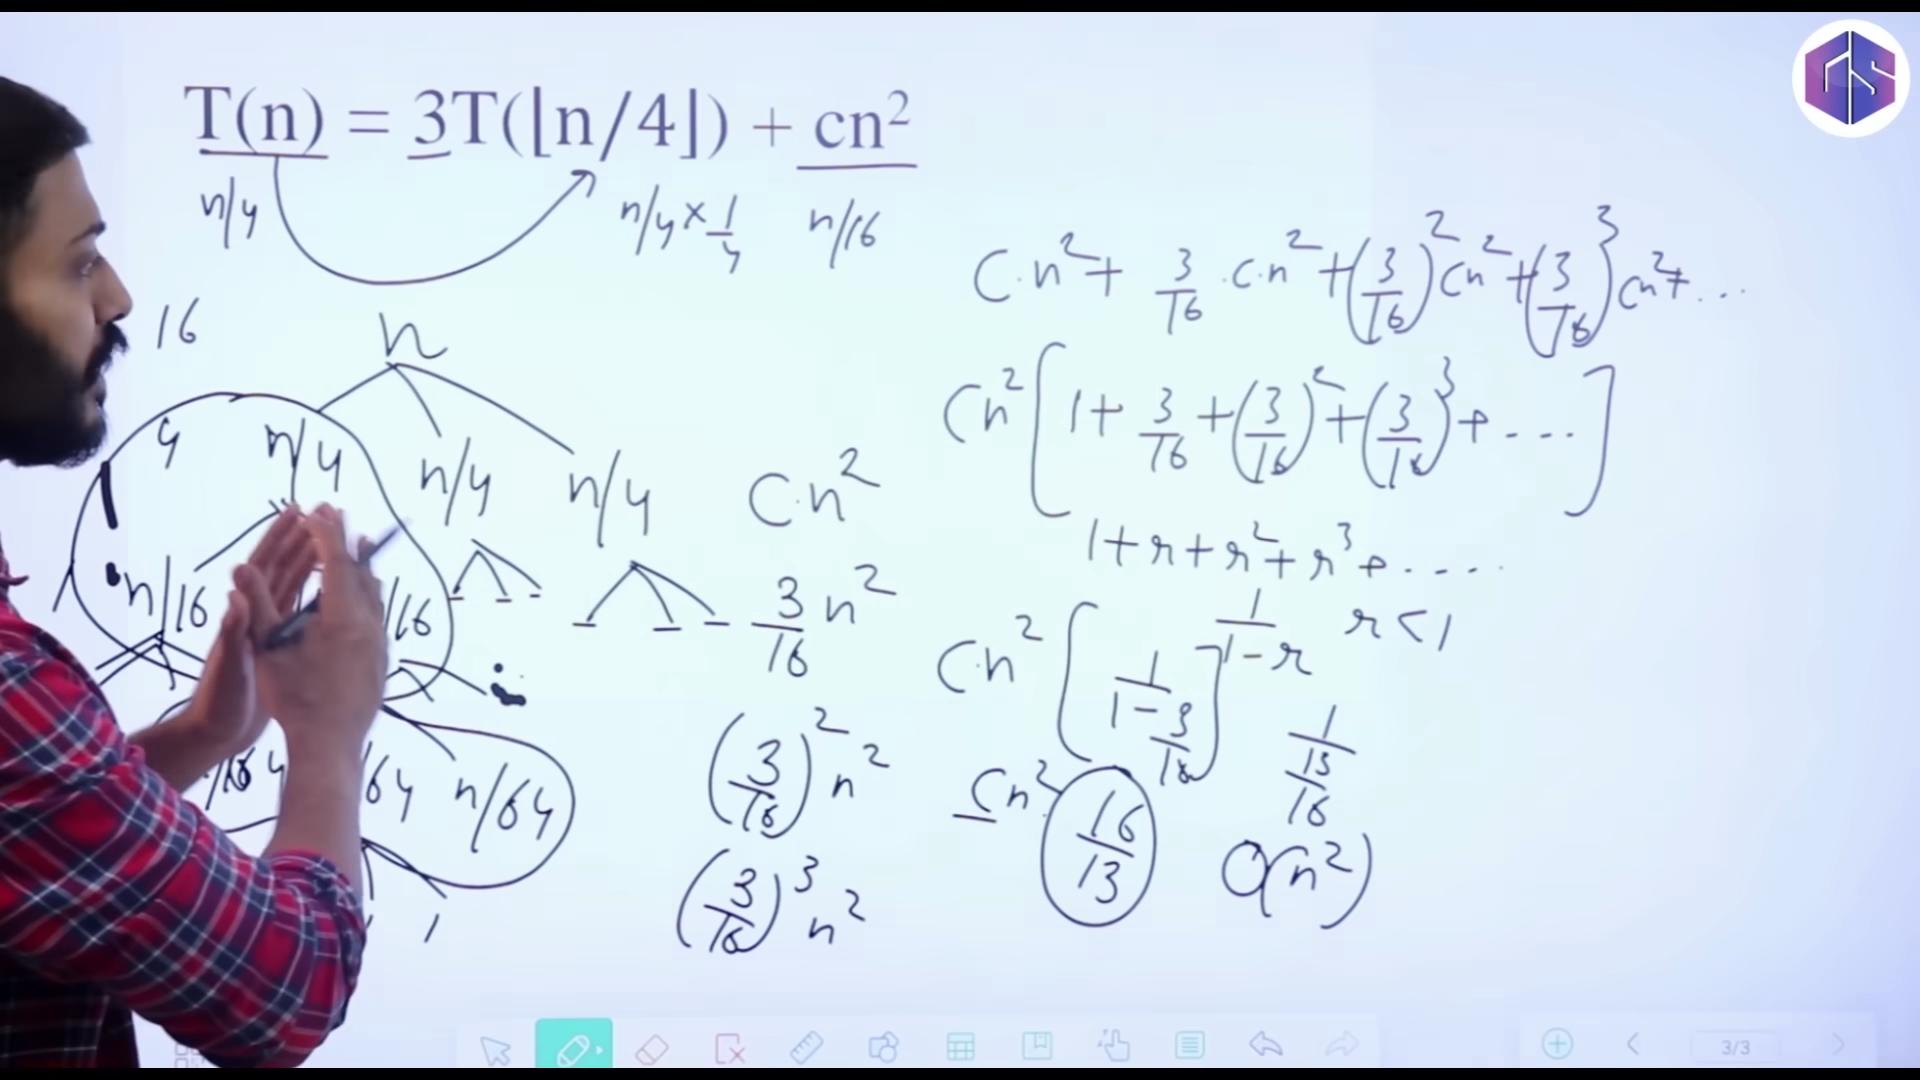 T(n) = 3T(⌊n/4⌋) + cn²
n/4
n/4 × 1/4
n/16
16
n
4
n/4
n/4
n/4
n/16
/16
/64
n/64
C·n²
3/16 n²
(3/16)² n²
(3/16)³ n²
C·n² + 3/16 ·c·n² + (3/16)² cn² + (3/16)³ cn² + ...
Cn² [1 + 3/16 + (3/16)² + (3/16)³ + ...]
1 + r + r² + r³ + ....
1/1-r r < 1
C·n² [1/1-3/16]
1/13/16
Cn² · 16/13
O(n²)
3/3